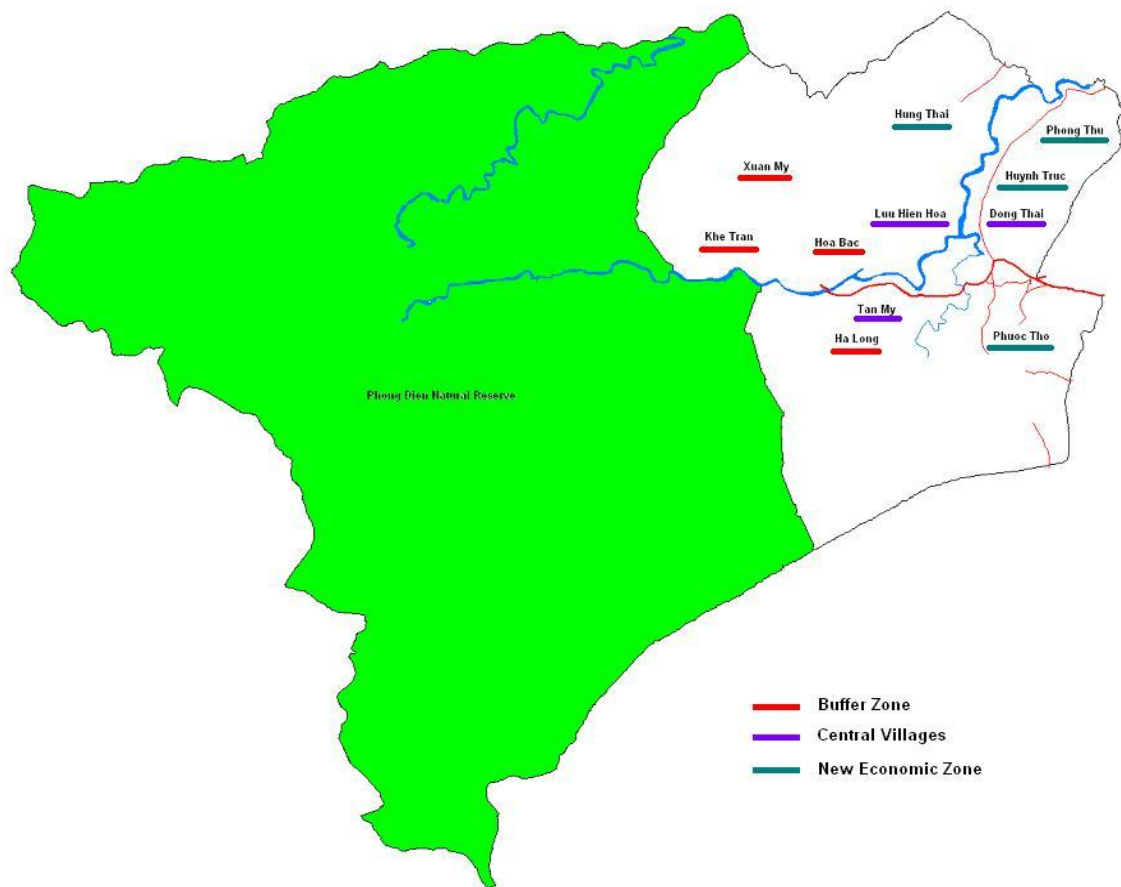 Hung Thai
Phong Thu
Xuan My
Huynh Truc
Luu Hien Hoa
Dong Thai
Khe Tran
Hoa Bac
Tan My
Ha Long
Phuoc Tho
Phong Dien Natural Reserve
Buffer Zone
Central Villages
New Economic Zone